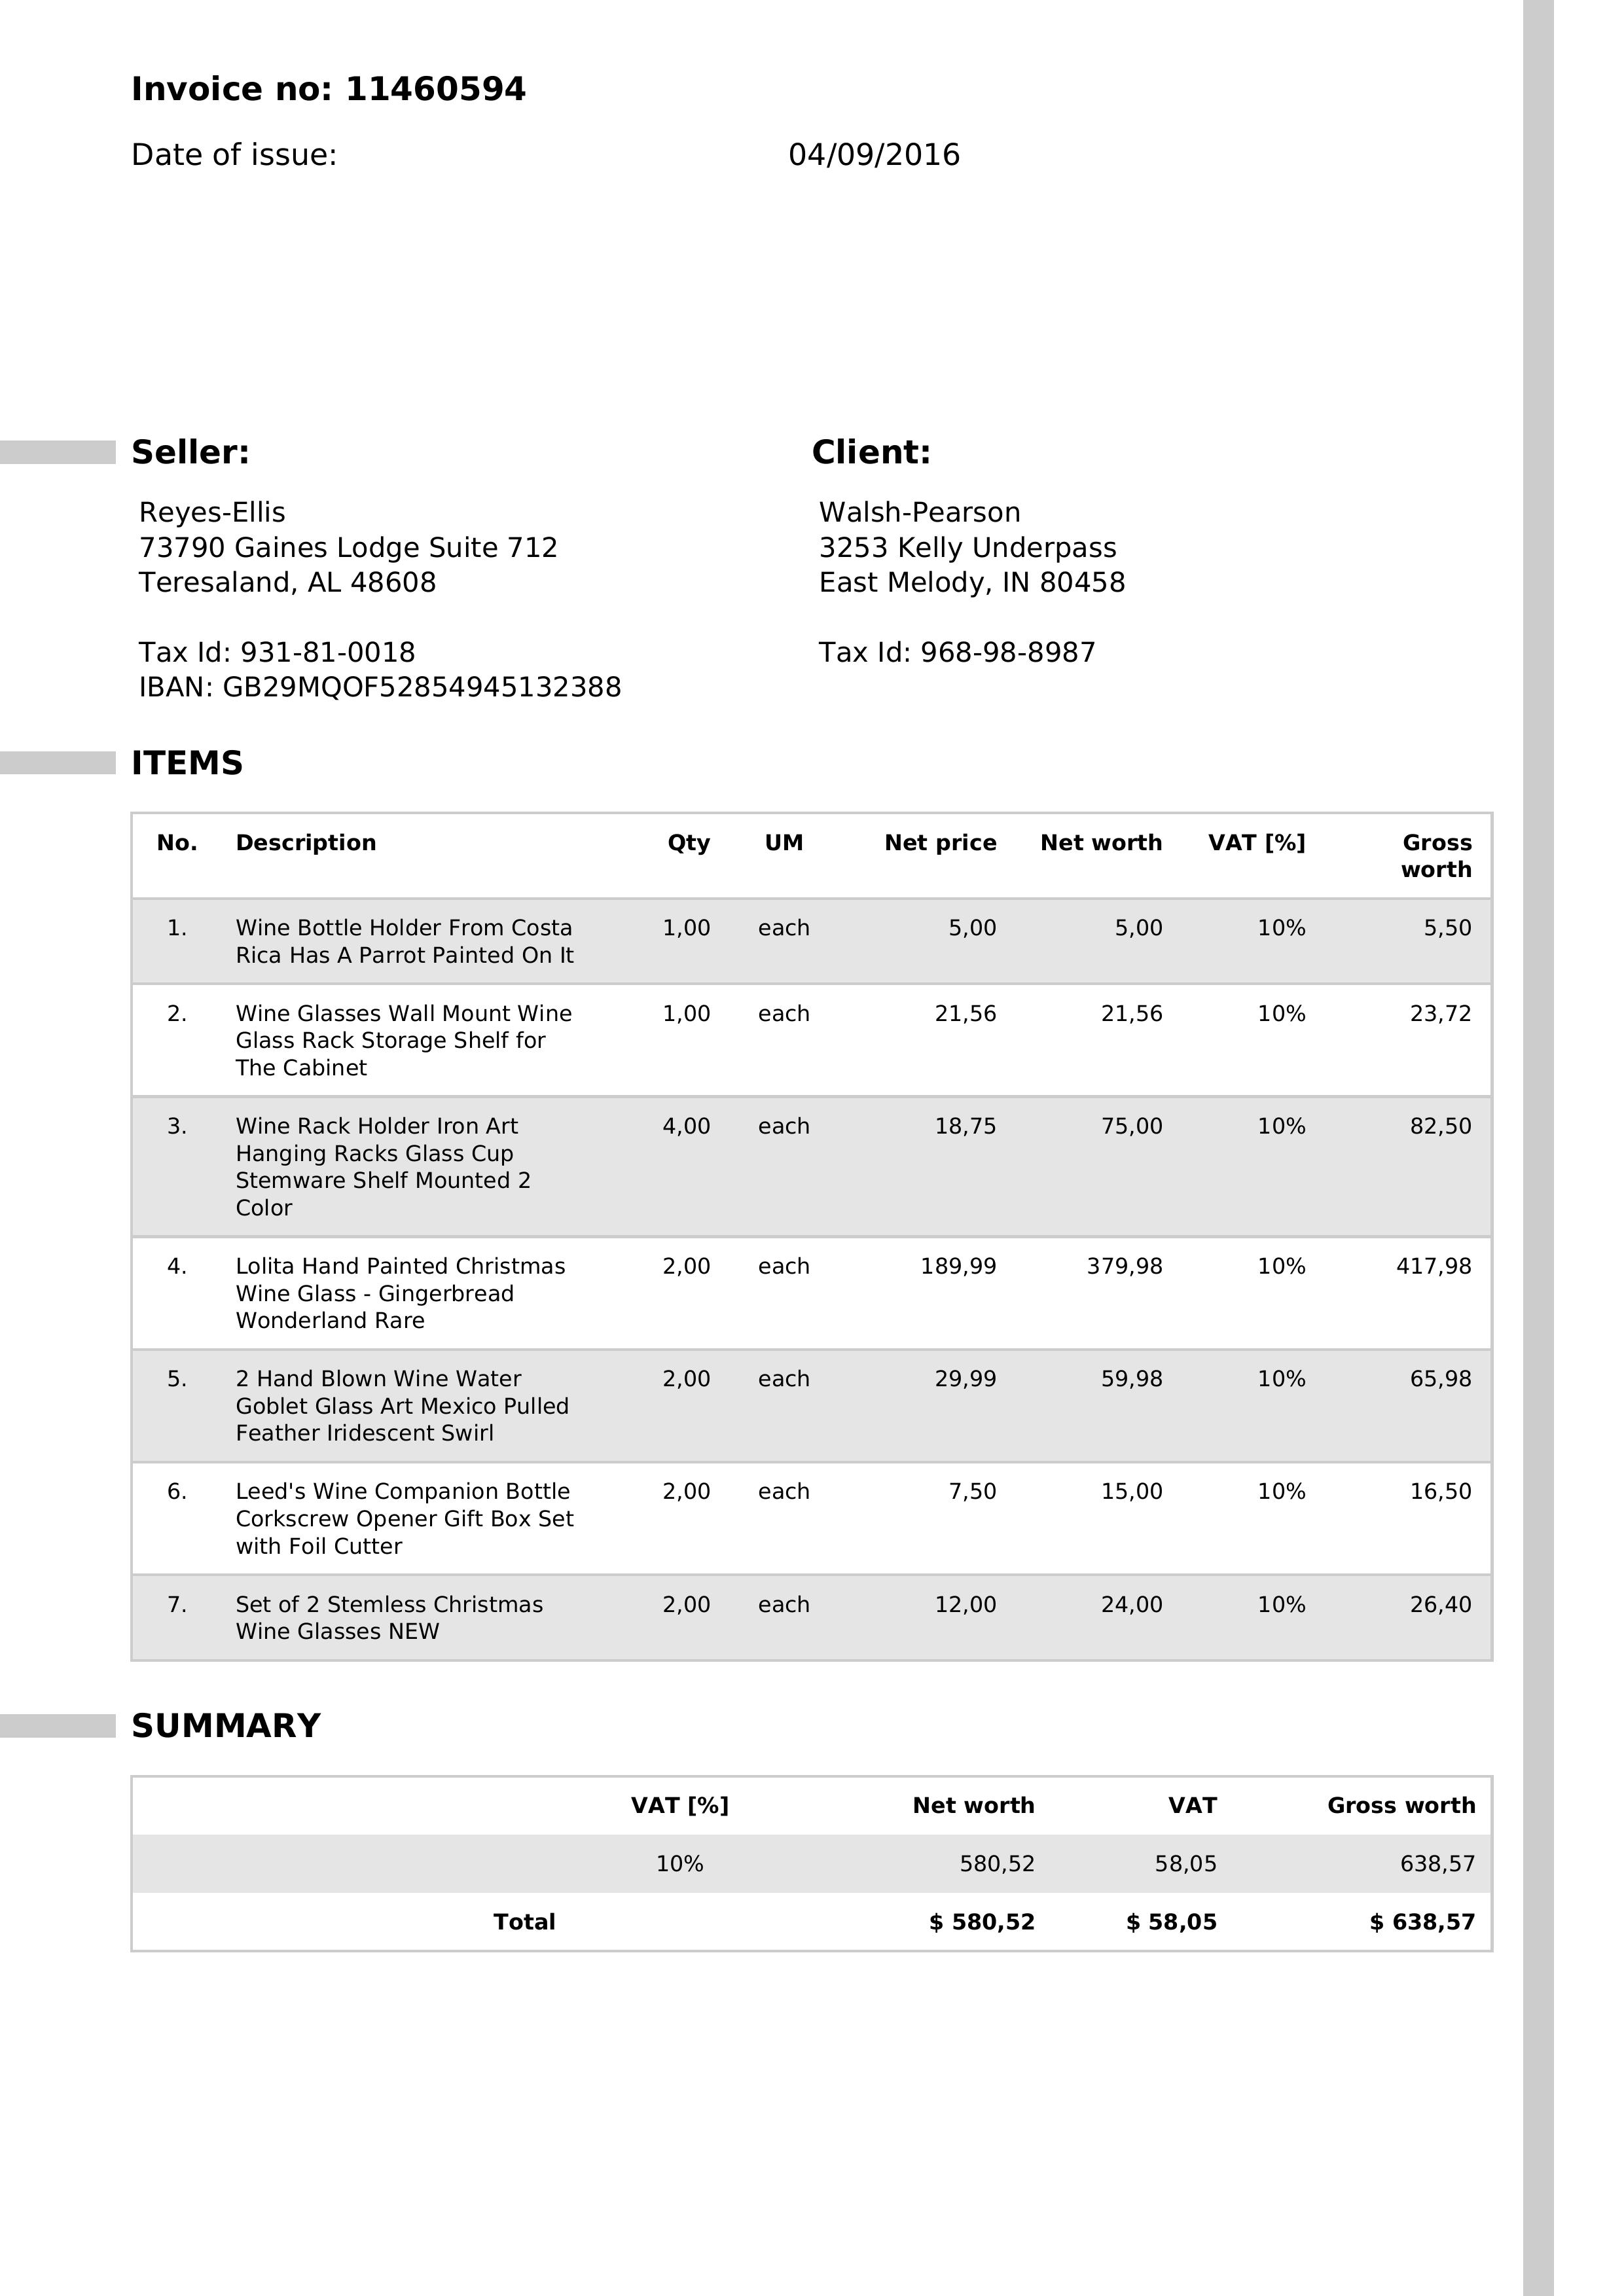 Invoice no: 11460594
Date of issue: 04/09/2016
Seller: Client:
Reyes-Ellis Walsh-Pearson
73790 Gaines Lodge Suite 712 3253 Kelly Underpass
Teresaland, AL 48608 East Melody, IN 80458
Tax Id: 931-81-0018 Tax Id: 968-98-8987
IBAN: GB29MQOF52854945132388
ITEMS
No. Description Qty UM Net price Net worth VAT [%] Gross
worth
1. Wine Bottle Holder From Costa 1,00 each 5,00 5,00 10% 5,50
Rica Has A Parrot Painted On It
2. Wine Glasses Wall Mount Wine 1,00 each 21,56 21,56 10% 23,72
Glass Rack Storage Shelf for
The Cabinet
3. Wine Rack Holder Iron Art 4,00 each 18,75 75,00 10% 82,50
Hanging Racks Glass Cup
Stemware Shelf Mounted 2
Color
4. Lolita Hand Painted Christmas 2,00 each 189,99 379,98 10% 417,98
Wine Glass - Gingerbread
Wonderland Rare
5. 2 Hand Blown Wine Water 2,00 each 29,99 59,98 10% 65,98
Goblet Glass Art Mexico Pulled
Feather Iridescent Swirl
6. Leed's Wine Companion Bottle 2,00 each 7,50 15,00 10% 16,50
Corkscrew Opener Gift Box Set
with Foil Cutter
7. Set of 2 Stemless Christmas 2,00 each 12,00 24,00 10% 26,40
Wine Glasses NEW
SUMMARY
VAT [%] Net worth VAT Gross worth
10% 580,52 58,05 638,57
Total $ 580,52 $ 58,05 $ 638,57